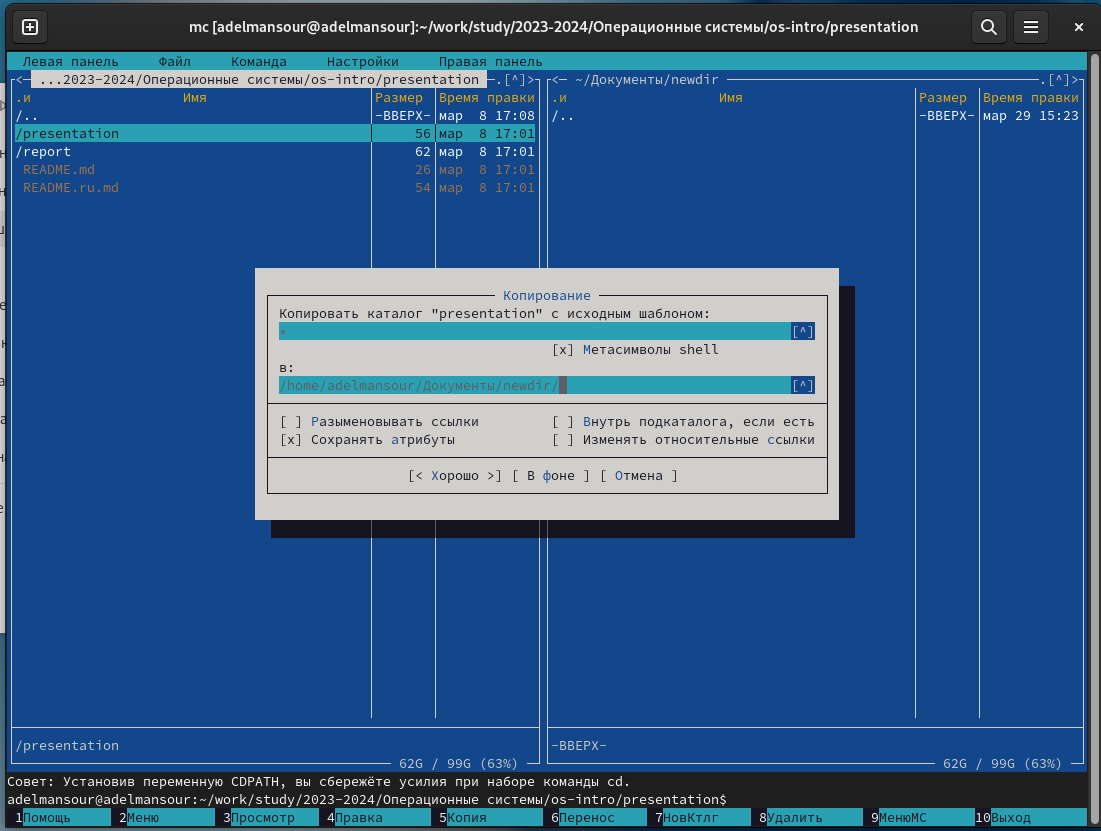 mc [adelmansour@adelmansour]:~/work/study/2023-2024/Операционные системы/os-intro/presentation
Левая панель Файл Команда Настройки Правая панель
<─ ...2023-2024/Операционные системы/os-intro/presentation ─.[^]>
<─ ~/Документы/newdir .[^]>
.и Имя Размер Время правки .и Имя Размер Время правки
/.. -ВВЕРХ- мар 8 17:08 /.. -ВВЕРХ- мар 29 15:23
/presentation 56 мар 8 17:01
/report 62 мар 8 17:01
README.md 26 мар 8 17:01
README.ru.md 54 мар 8 17:01
Копирование
Копировать каталог "presentation" с исходным шаблоном:
* [^]
[x] Метасимволы shell
в:
/home/adelmansour/Документы/newdir/ [^]
[ ] Разыменовывать ссылки [ ] Внутрь подкаталога, если есть
[x] Сохранять атрибуты [ ] Изменять относительные ссылки
[< Хорошо >] [ В фоне ] [ Отмена ]
/presentation -ВВЕРХ-
62G / 99G (63%) 62G / 99G (63%)
Совет: Установив переменную CDPATH, вы сбережёте усилия при наборе команды cd.
adelmansour@adelmansour:~/work/study/2023-2024/Операционные системы/os-intro/presentation$
1Помощь 2Меню 3Просмотр 4Правка 5Копия 6Перенос 7НовКтлг 8Удалить 9МенюМС 10Выход